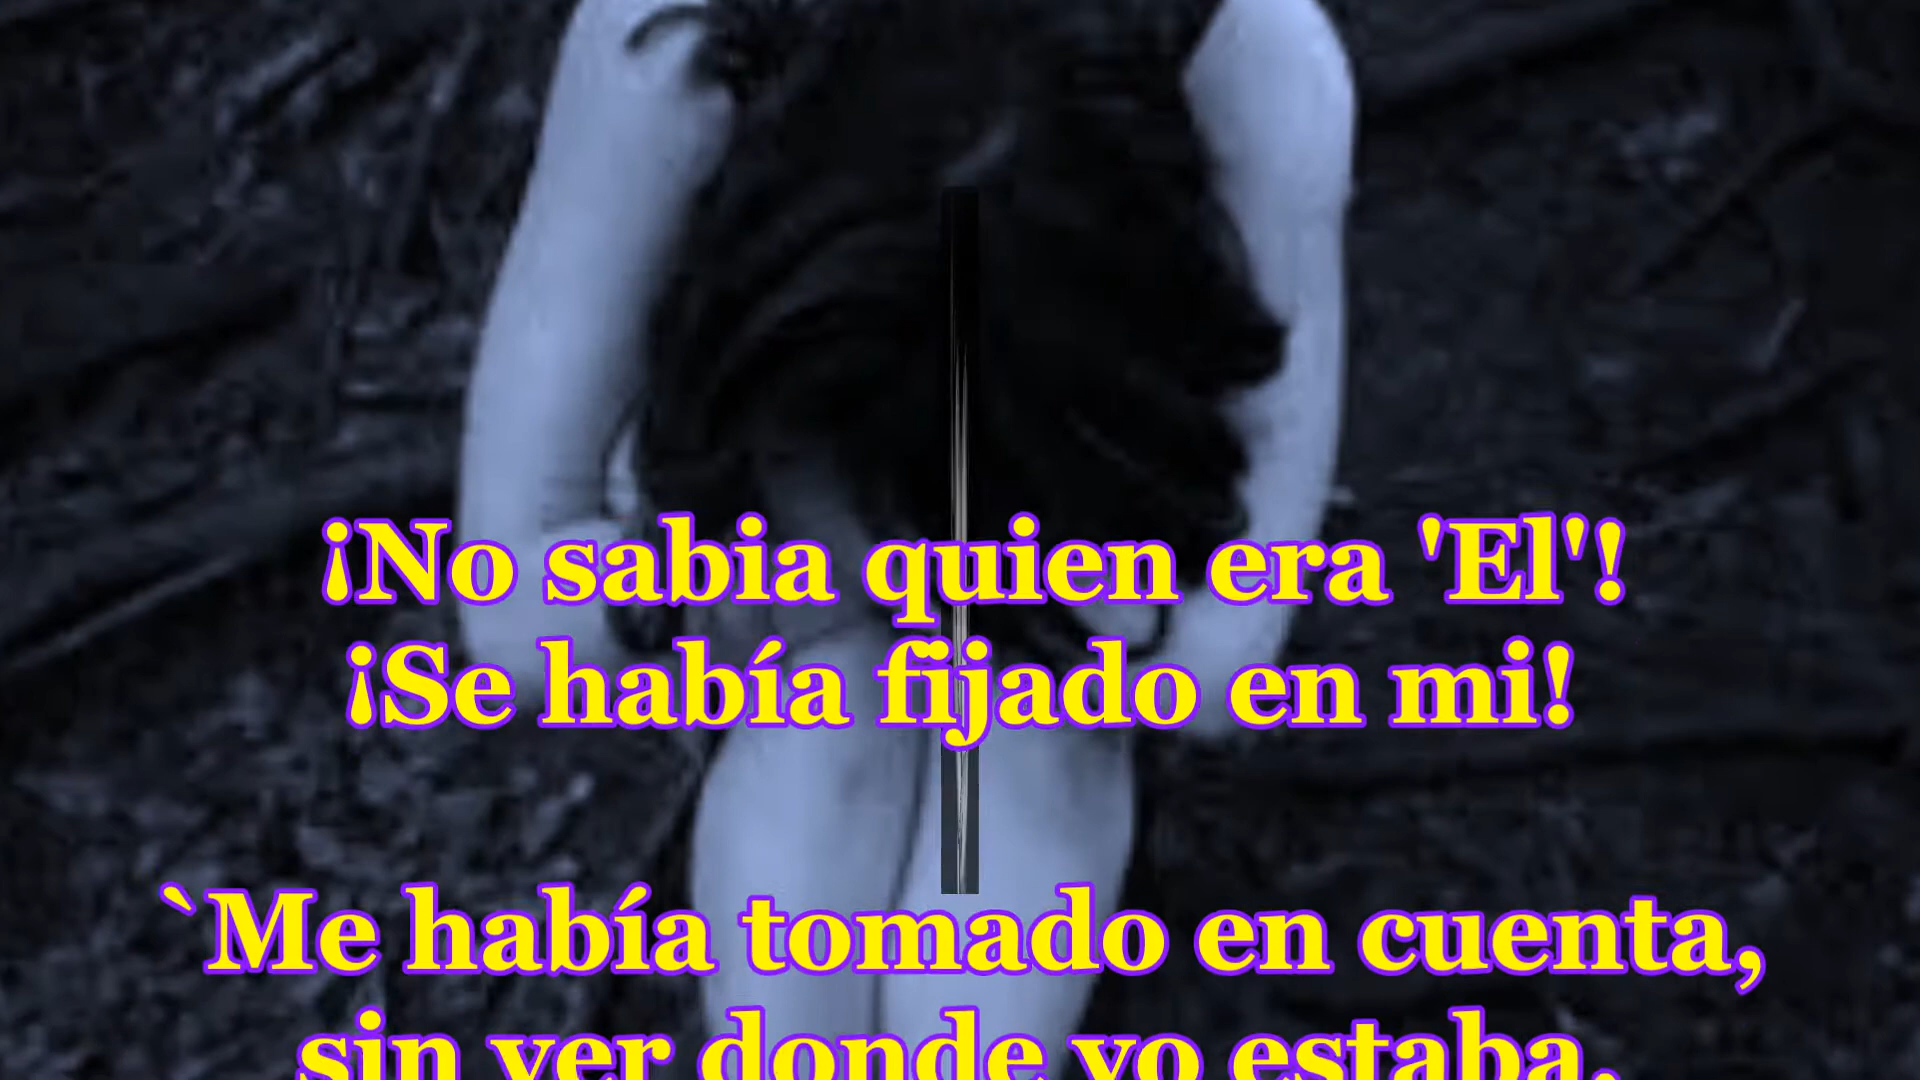 ¡No sabia quien era 'El'!
¡Se había fijado en mi!
`Me había tomado en cuenta,
sin ver donde yo estaba.